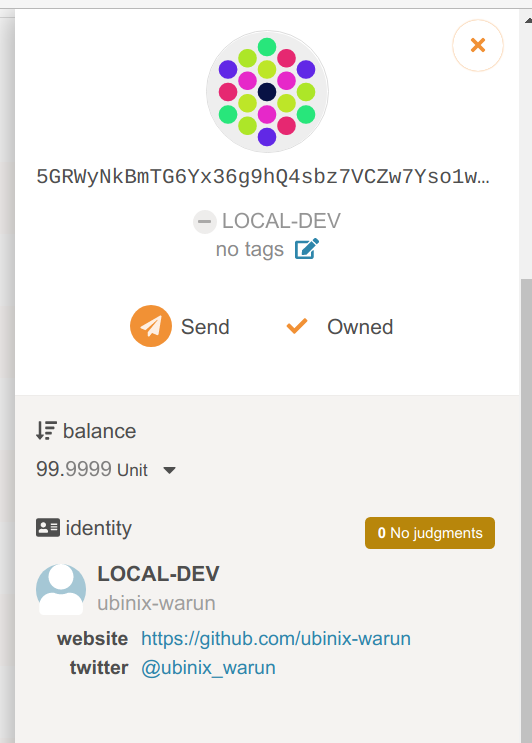 5GRWyNkBmTG6Yx36g9hQ4sbz7VCZw7Yso1w…
LOCAL-DEV
no tags
Send
Owned
balance
99.9999 Unit
identity
0 No judgments
LOCAL-DEV
ubinix-warun
website https://github.com/ubinix-warun
twitter @ubinix_warun